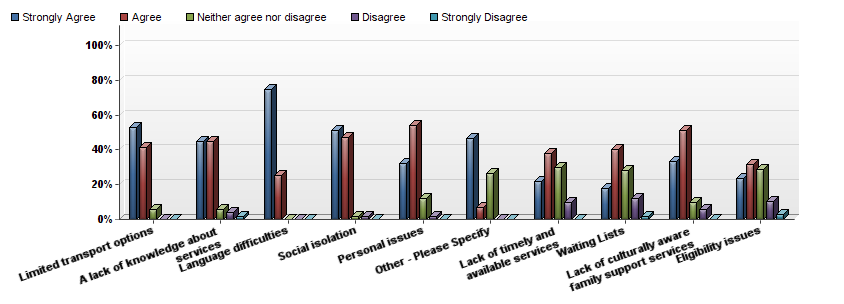 Strongly Agree Agree Neither agree nor disagree Disagree Strongly Disagree
100%
80%
60%
40%
20%
0%
Limited transport options
A lack of knowledge about
services
Language difficulties
Social isolation
Personal issues
Other - Please Specify
Lack of timely and
available services
Waiting Lists
Lack of culturally aware
family support services
Eligibility issues